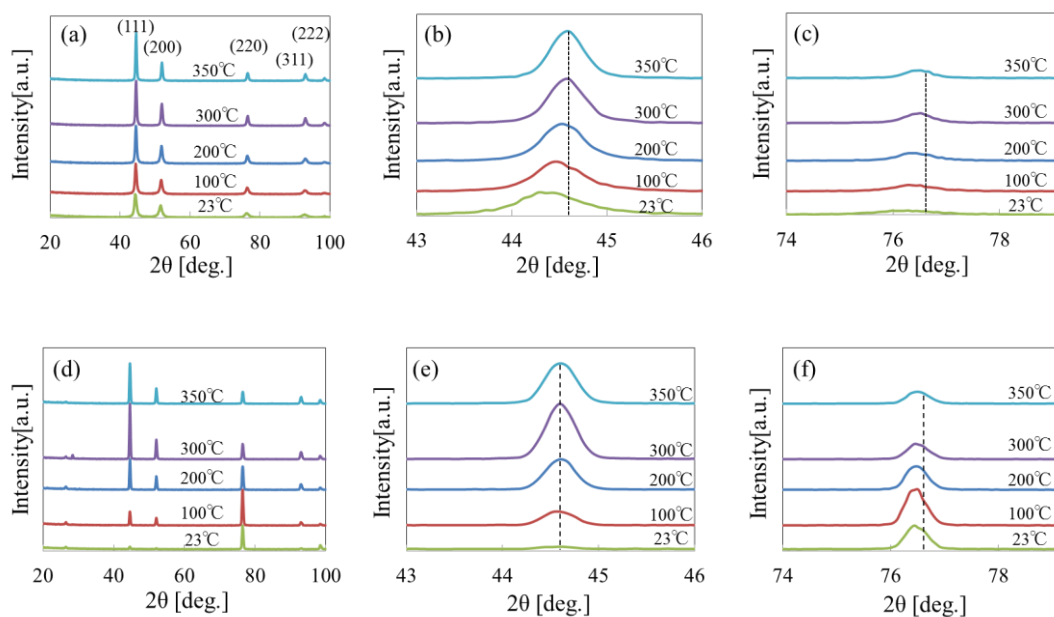 (a)
(111)
(200)
(220)
(311)
(222)
350℃
300℃
200℃
100℃
23℃
Intensity[a.u.]
20 40 60 80 100
2θ [deg.]
(b)
350℃
300℃
200℃
100℃
23℃
Intensity[a.u.]
43 44 45 46
2θ [deg.]
(c)
350℃
300℃
200℃
100℃
23℃
Intensity[a.u.]
74 76 78
2θ [deg.]
(d)
350℃
300℃
200℃
100℃
23℃
Intensity[a.u.]
20 40 60 80 100
2θ [deg.]
(e)
350℃
300℃
200℃
100℃
23℃
Intensity[a.u.]
43 44 45 46
2θ [deg.]
(f)
350℃
300℃
200℃
100℃
23℃
Intensity[a.u.]
74 76 78
2θ [deg.]